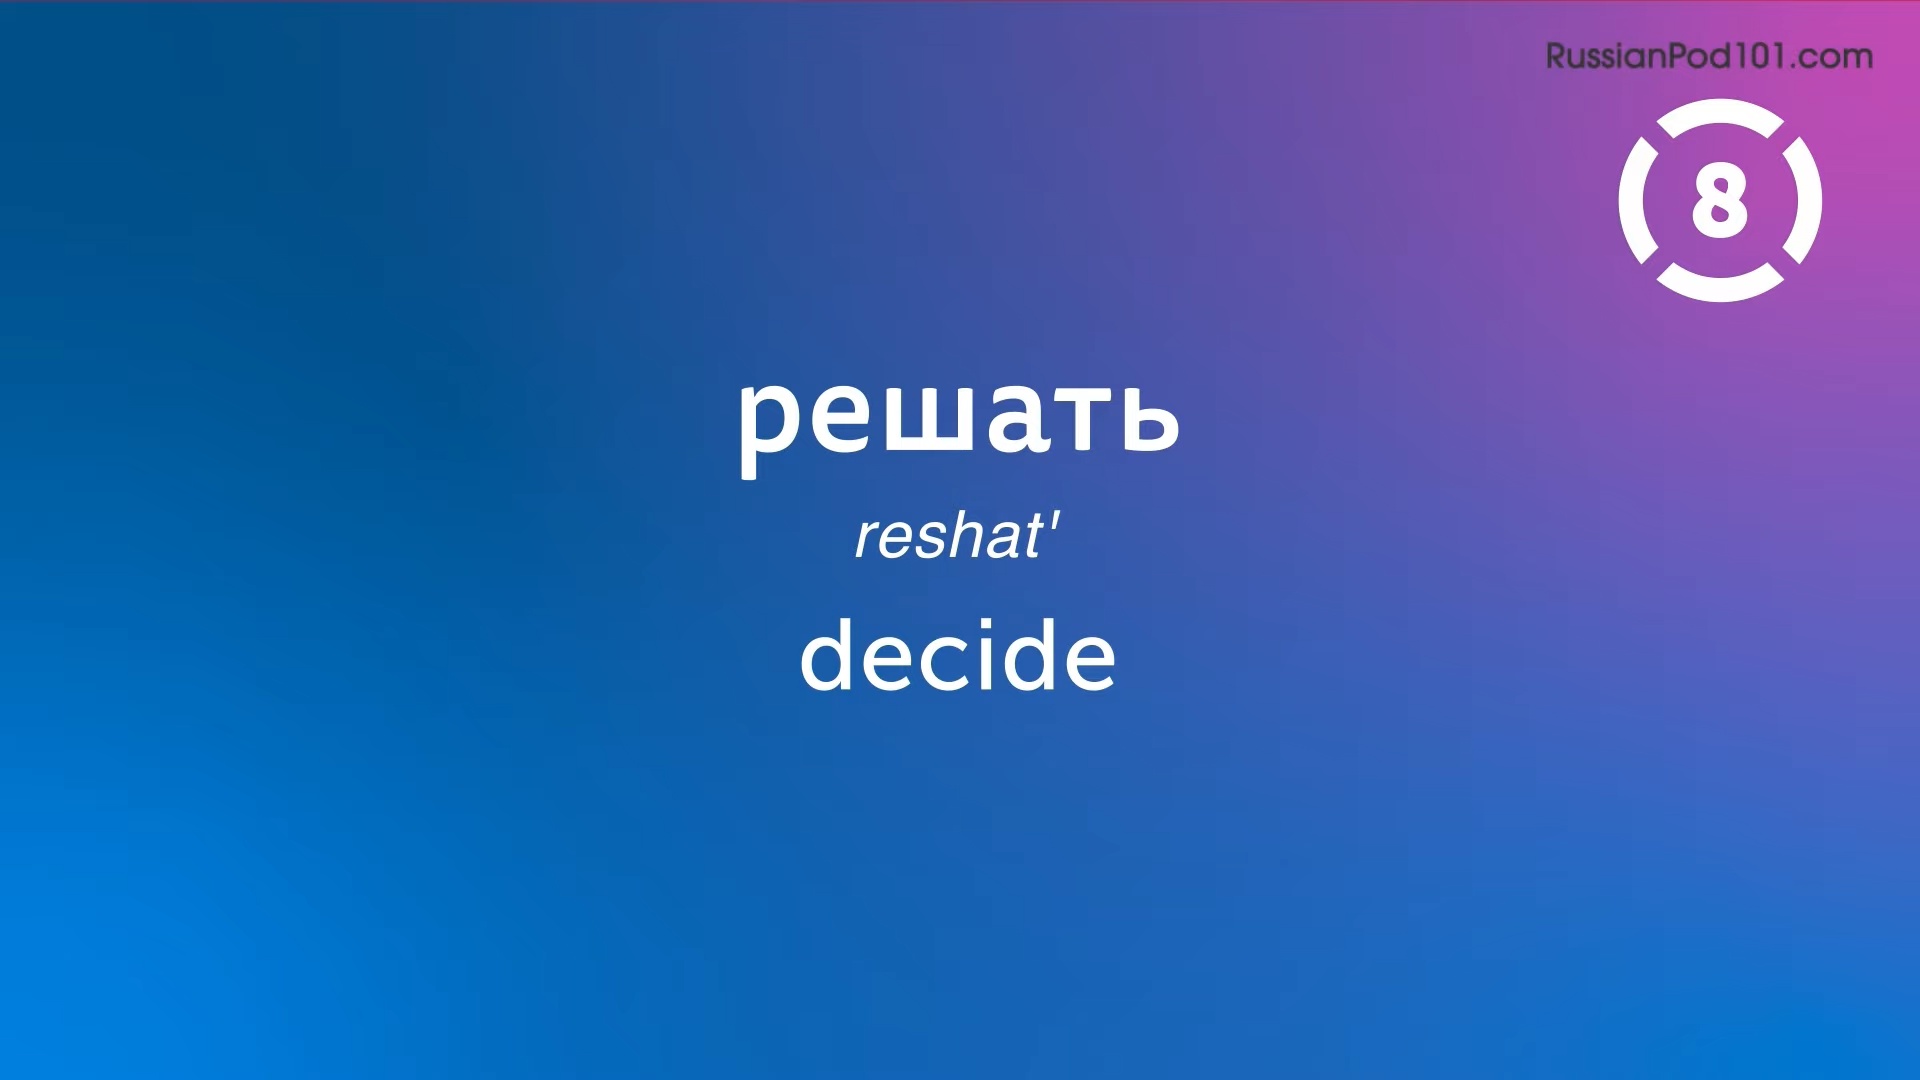 RussianPod101.com
8
решать
reshat'
decide